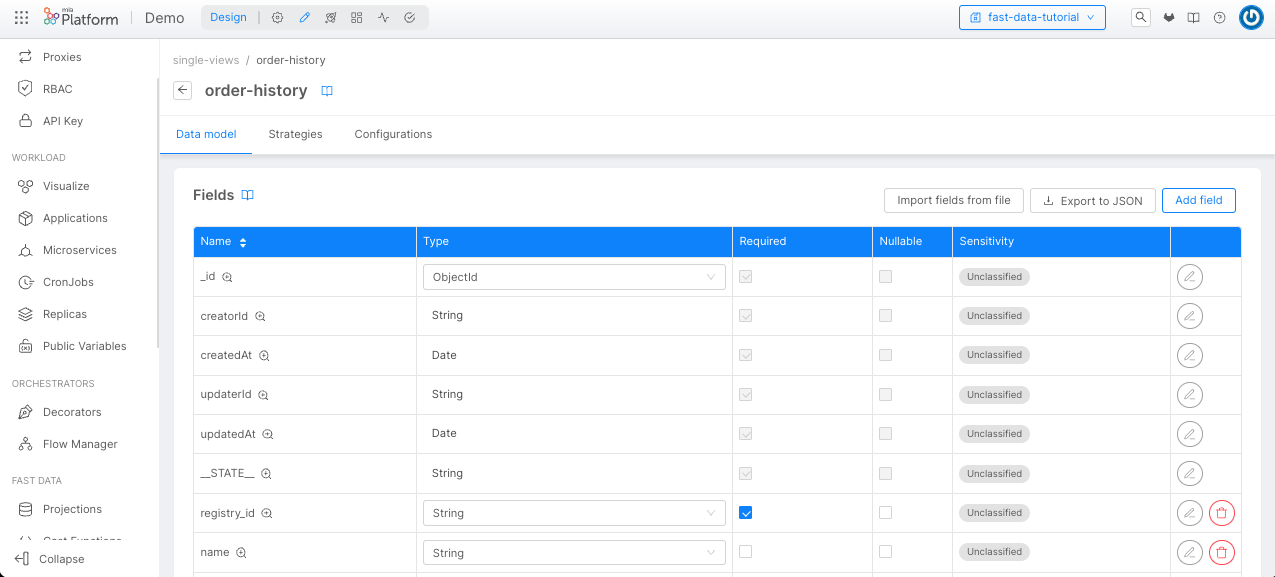 mia Platform
Demo
Design
fast-data-tutorial
Proxies
RBAC
API Key
WORKLOAD
Visualize
Applications
Microservices
CronJobs
Replicas
Public Variables
ORCHESTRATORS
Decorators
Flow Manager
FAST DATA
Projections
Collapse
single-views / order-history
order-history
Data model Strategies Configurations
Fields
Import fields from file Export to JSON Add field
Name Type Required Nullable Sensitivity
_id ObjectId Unclassified
creatorId String Unclassified
createdAt Date Unclassified
updaterId String Unclassified
updatedAt Date Unclassified
__STATE__ String Unclassified
registry_id String Unclassified
name String Unclassified